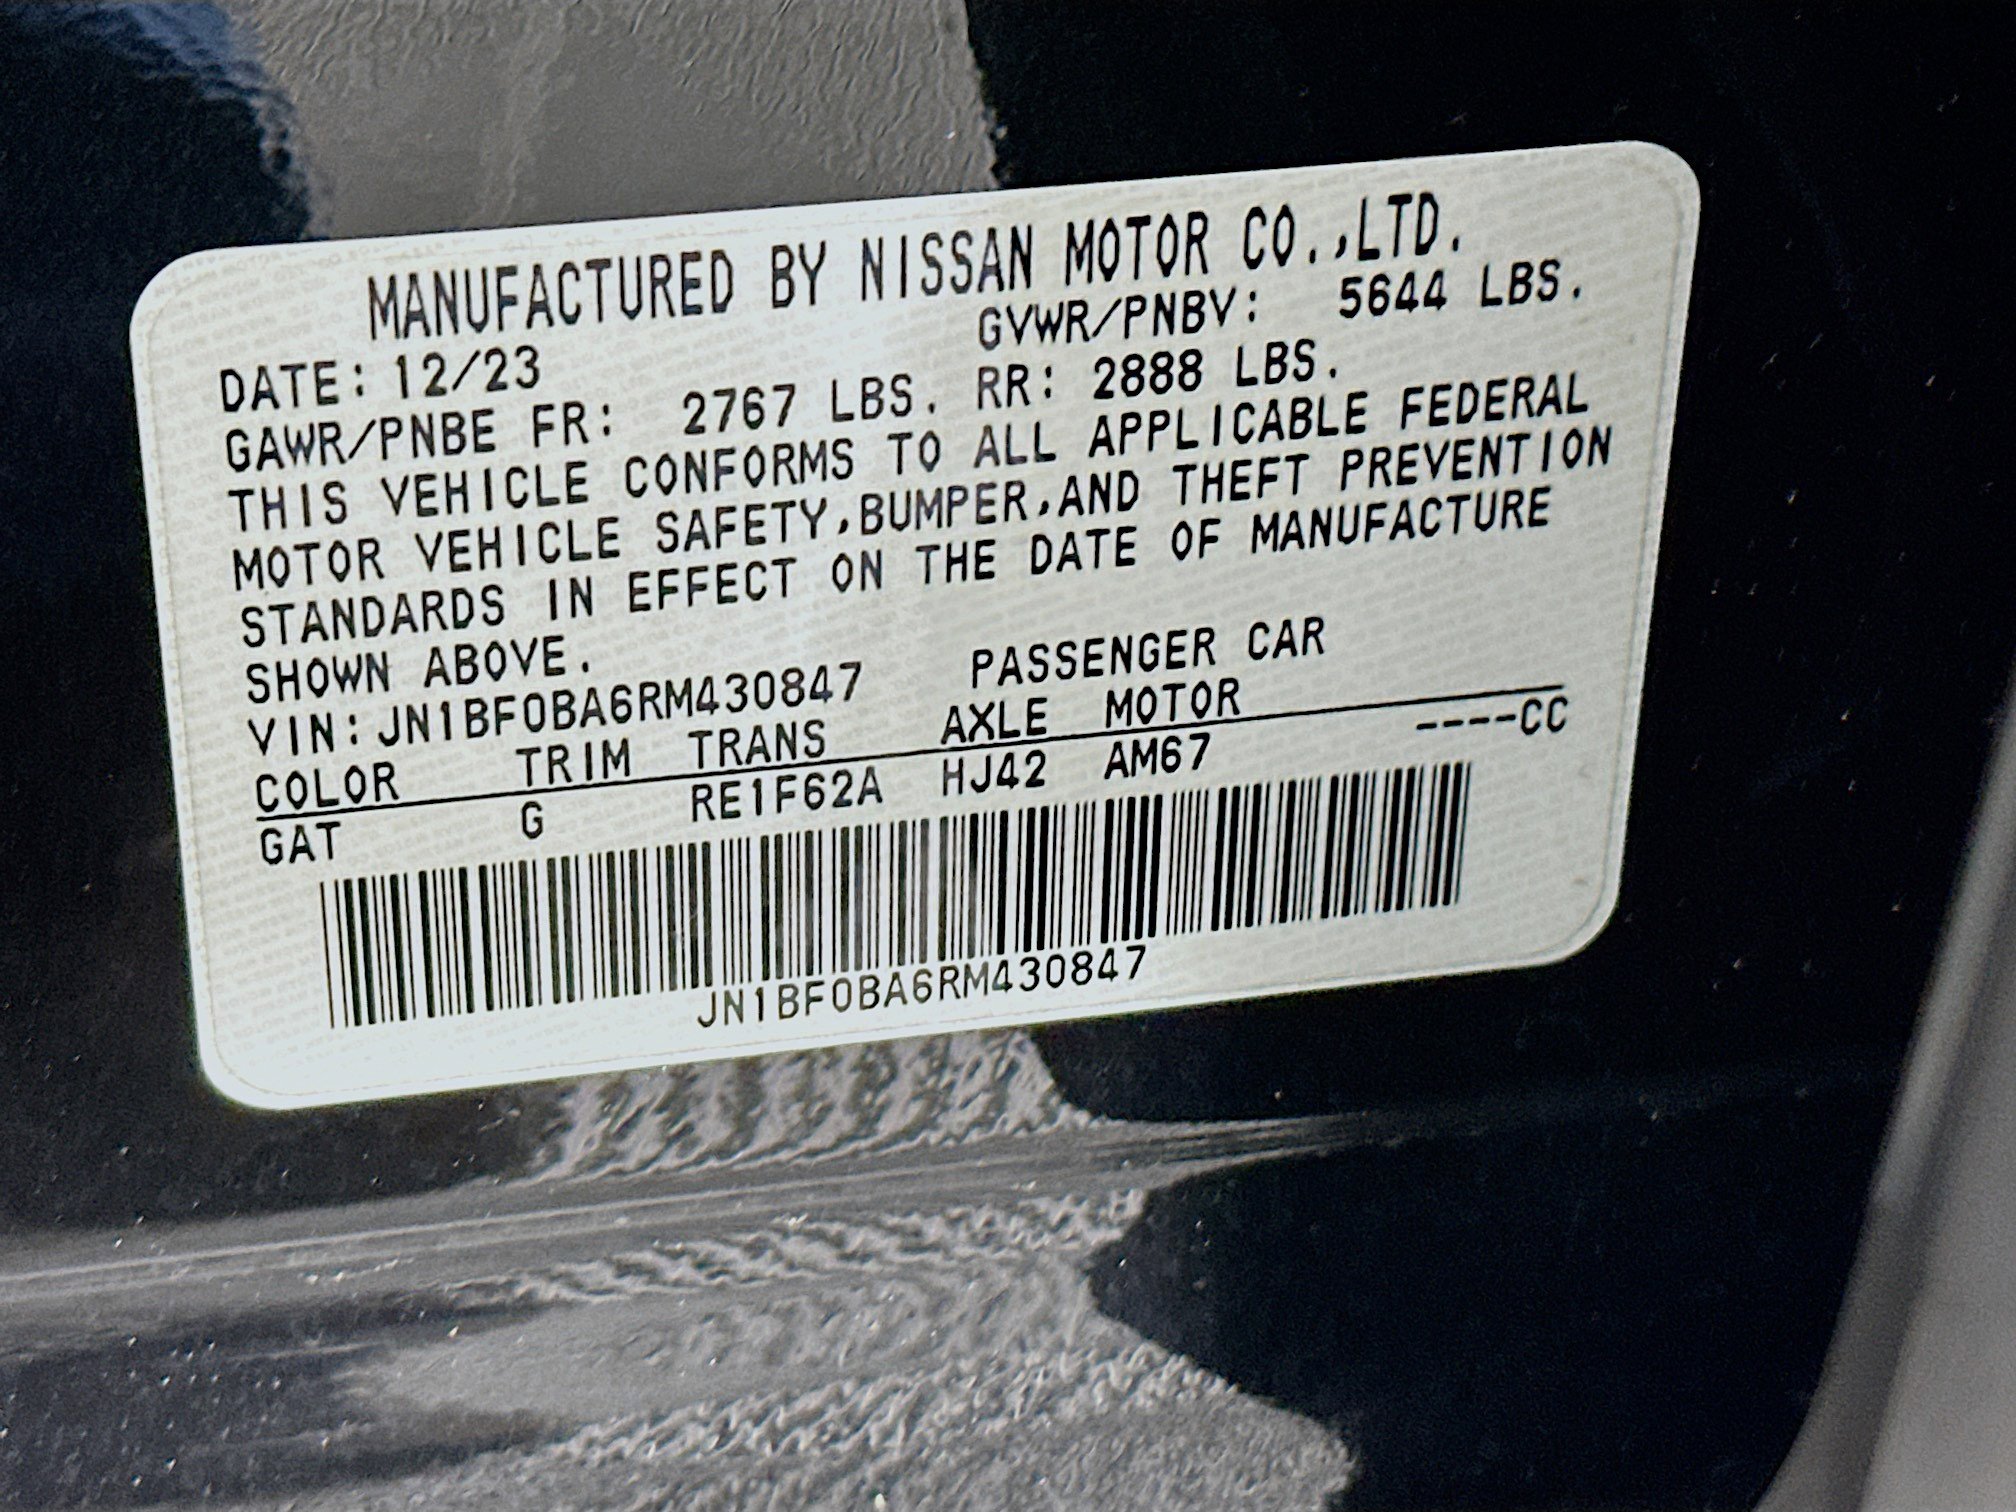 MANUFACTURED BY NISSAN MOTOR CO.,LTD.
DATE: 12/23 GVWR/PNBV: 5644 LBS.
GAWR/PNBE FR: 2767 LBS. RR: 2888 LBS.
THIS VEHICLE CONFORMS TO ALL APPLICABLE FEDERAL
MOTOR VEHICLE SAFETY,BUMPER,AND THEFT PREVENTION
STANDARDS IN EFFECT ON THE DATE OF MANUFACTURE
SHOWN ABOVE.
VIN: JN1BF0BA6RM430847 PASSENGER CAR
COLOR TRIM TRANS AXLE MOTOR
GAT G RE1F62A HJ42 AM67 ----CC
JN1BF0BA6RM430847